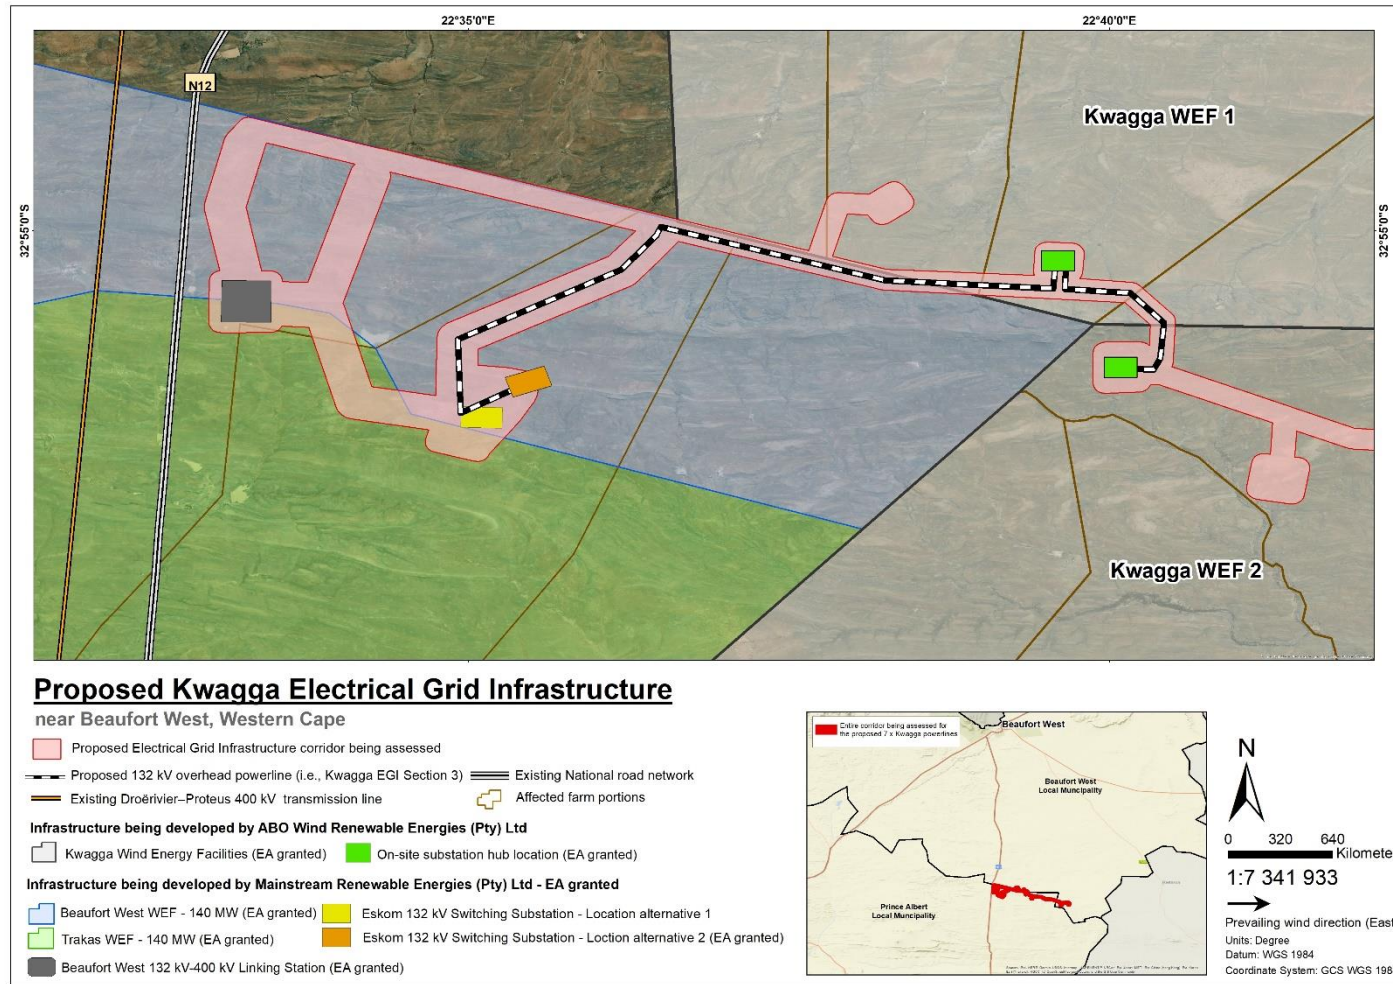 22°35'0"E
22°40'0"E
N12
Kwagga WEF 1
32°55'0"S
32°55'0"S
Kwagga WEF 2
Proposed Kwagga Electrical Grid Infrastructure
near Beaufort West, Western Cape
Proposed Electrical Grid Infrastructure corridor being assessed
Proposed 132 kV overhead powerline (i.e., Kwagga EGI Section 3)
Existing National road network
Existing Droërivier–Proteus 400 kV transmission line
Affected farm portions
Infrastructure being developed by ABO Wind Renewable Energies (Pty) Ltd
Kwagga Wind Energy Facilities (EA granted)
On-site substation hub location (EA granted)
Infrastructure being developed by Mainstream Renewable Energies (Pty) Ltd - EA granted
Beaufort West WEF - 140 MW (EA granted)
Eskom 132 kV Switching Substation - Location alternative 1
Trakas WEF - 140 MW (EA granted)
Eskom 132 kV Switching Substation - Loction alternative 2 (EA granted)
Beaufort West 132 kV-400 kV Linking Station (EA granted)
Entire corridor being assessed for
the proposed 7 x Kwagga powerlines
Beaufort West
Beaufort West
Local Municipality
Prince Albert
Local Muncipality
N
0 320 640
Kilomete
1:7 341 933
Prevailing wind direction (East
Units: Degree
Datum: WGS 1984
Coordinate System: GCS WGS 198